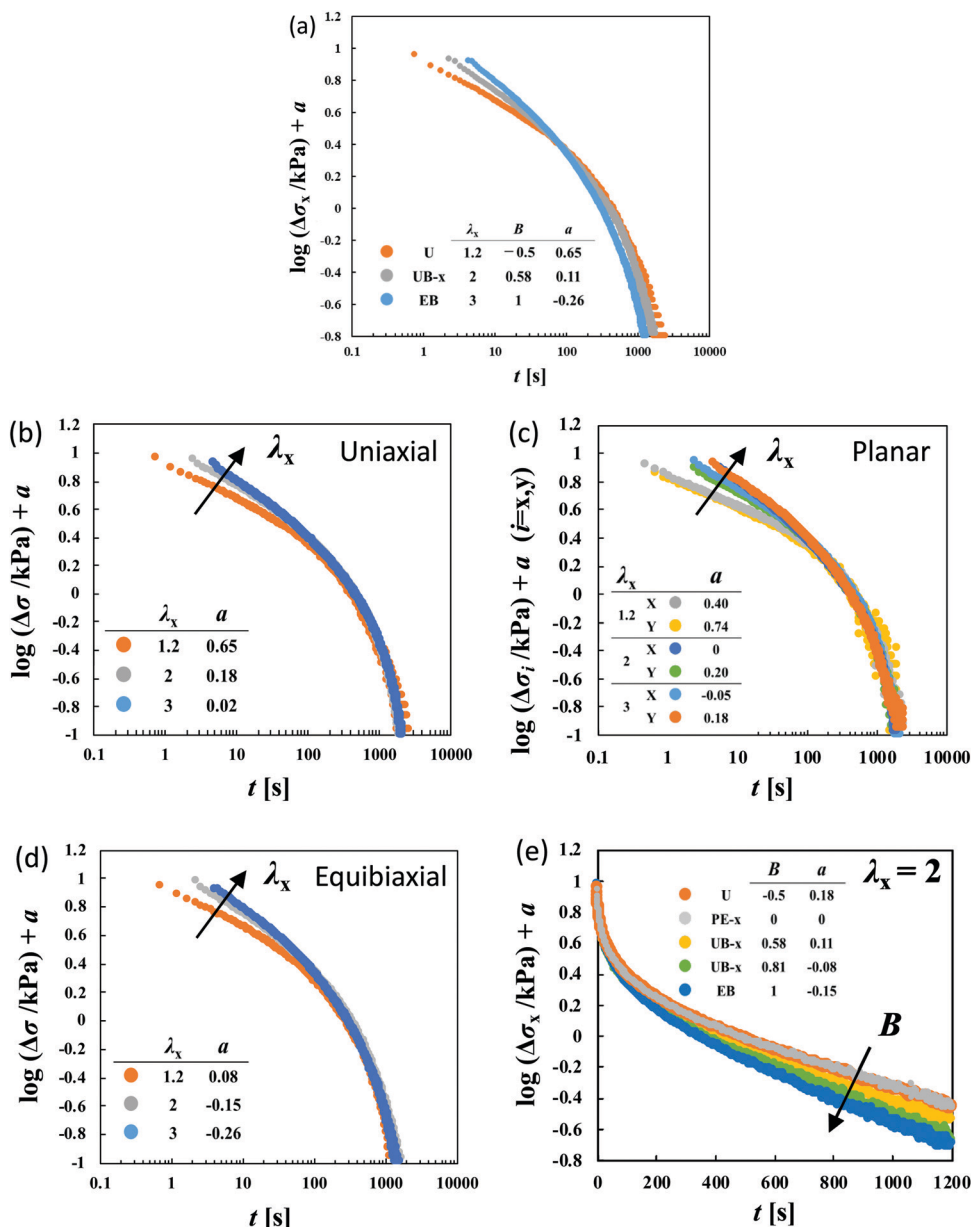 (a)
log (Δσx /kPa) + a
1.2
1
0.8
0.6
0.4
0.2
0
-0.2
-0.4
-0.6
-0.8
λx B a
U 1.2 −0.5 0.65
UB-x 2 0.58 0.11
EB 3 1 -0.26
0.1 1 10 100 1000 10000
t [s]
(b)
log (Δσ /kPa) + a
1.2
1
0.8
0.6
0.4
0.2
0
-0.2
-0.4
-0.6
-0.8
-1
λx
Uniaxial
λx a
1.2 0.65
2 0.18
3 0.02
0.1 1 10 100 1000 10000
t [s]
(c)
log (Δσi /kPa) + a (i=x,y)
1.2
1
0.8
0.6
0.4
0.2
0
-0.2
-0.4
-0.6
-0.8
-1
λx
Planar
λx a
1.2 X 0.40
Y 0.74
2 X 0
Y 0.20
3 X -0.05
Y 0.18
0.1 1 10 100 1000 10000
t [s]
(d)
log (Δσ /kPa) + a
1.2
1
0.8
0.6
0.4
0.2
0
-0.2
-0.4
-0.6
-0.8
-1
λx
Equibiaxial
λx a
1.2 0.08
2 -0.15
3 -0.26
0.1 1 10 100 1000 10000
t [s]
(e)
log (Δσx /kPa) + a
1.2
1
0.8
0.6
0.4
0.2
0
-0.2
-0.4
-0.6
-0.8
λx = 2
B a
U -0.5 0.18
PE-x 0 0
UB-x 0.58 0.11
UB-x 0.81 -0.08
EB 1 -0.15
B
0 200 400 600 800 1000 1200
t [s]